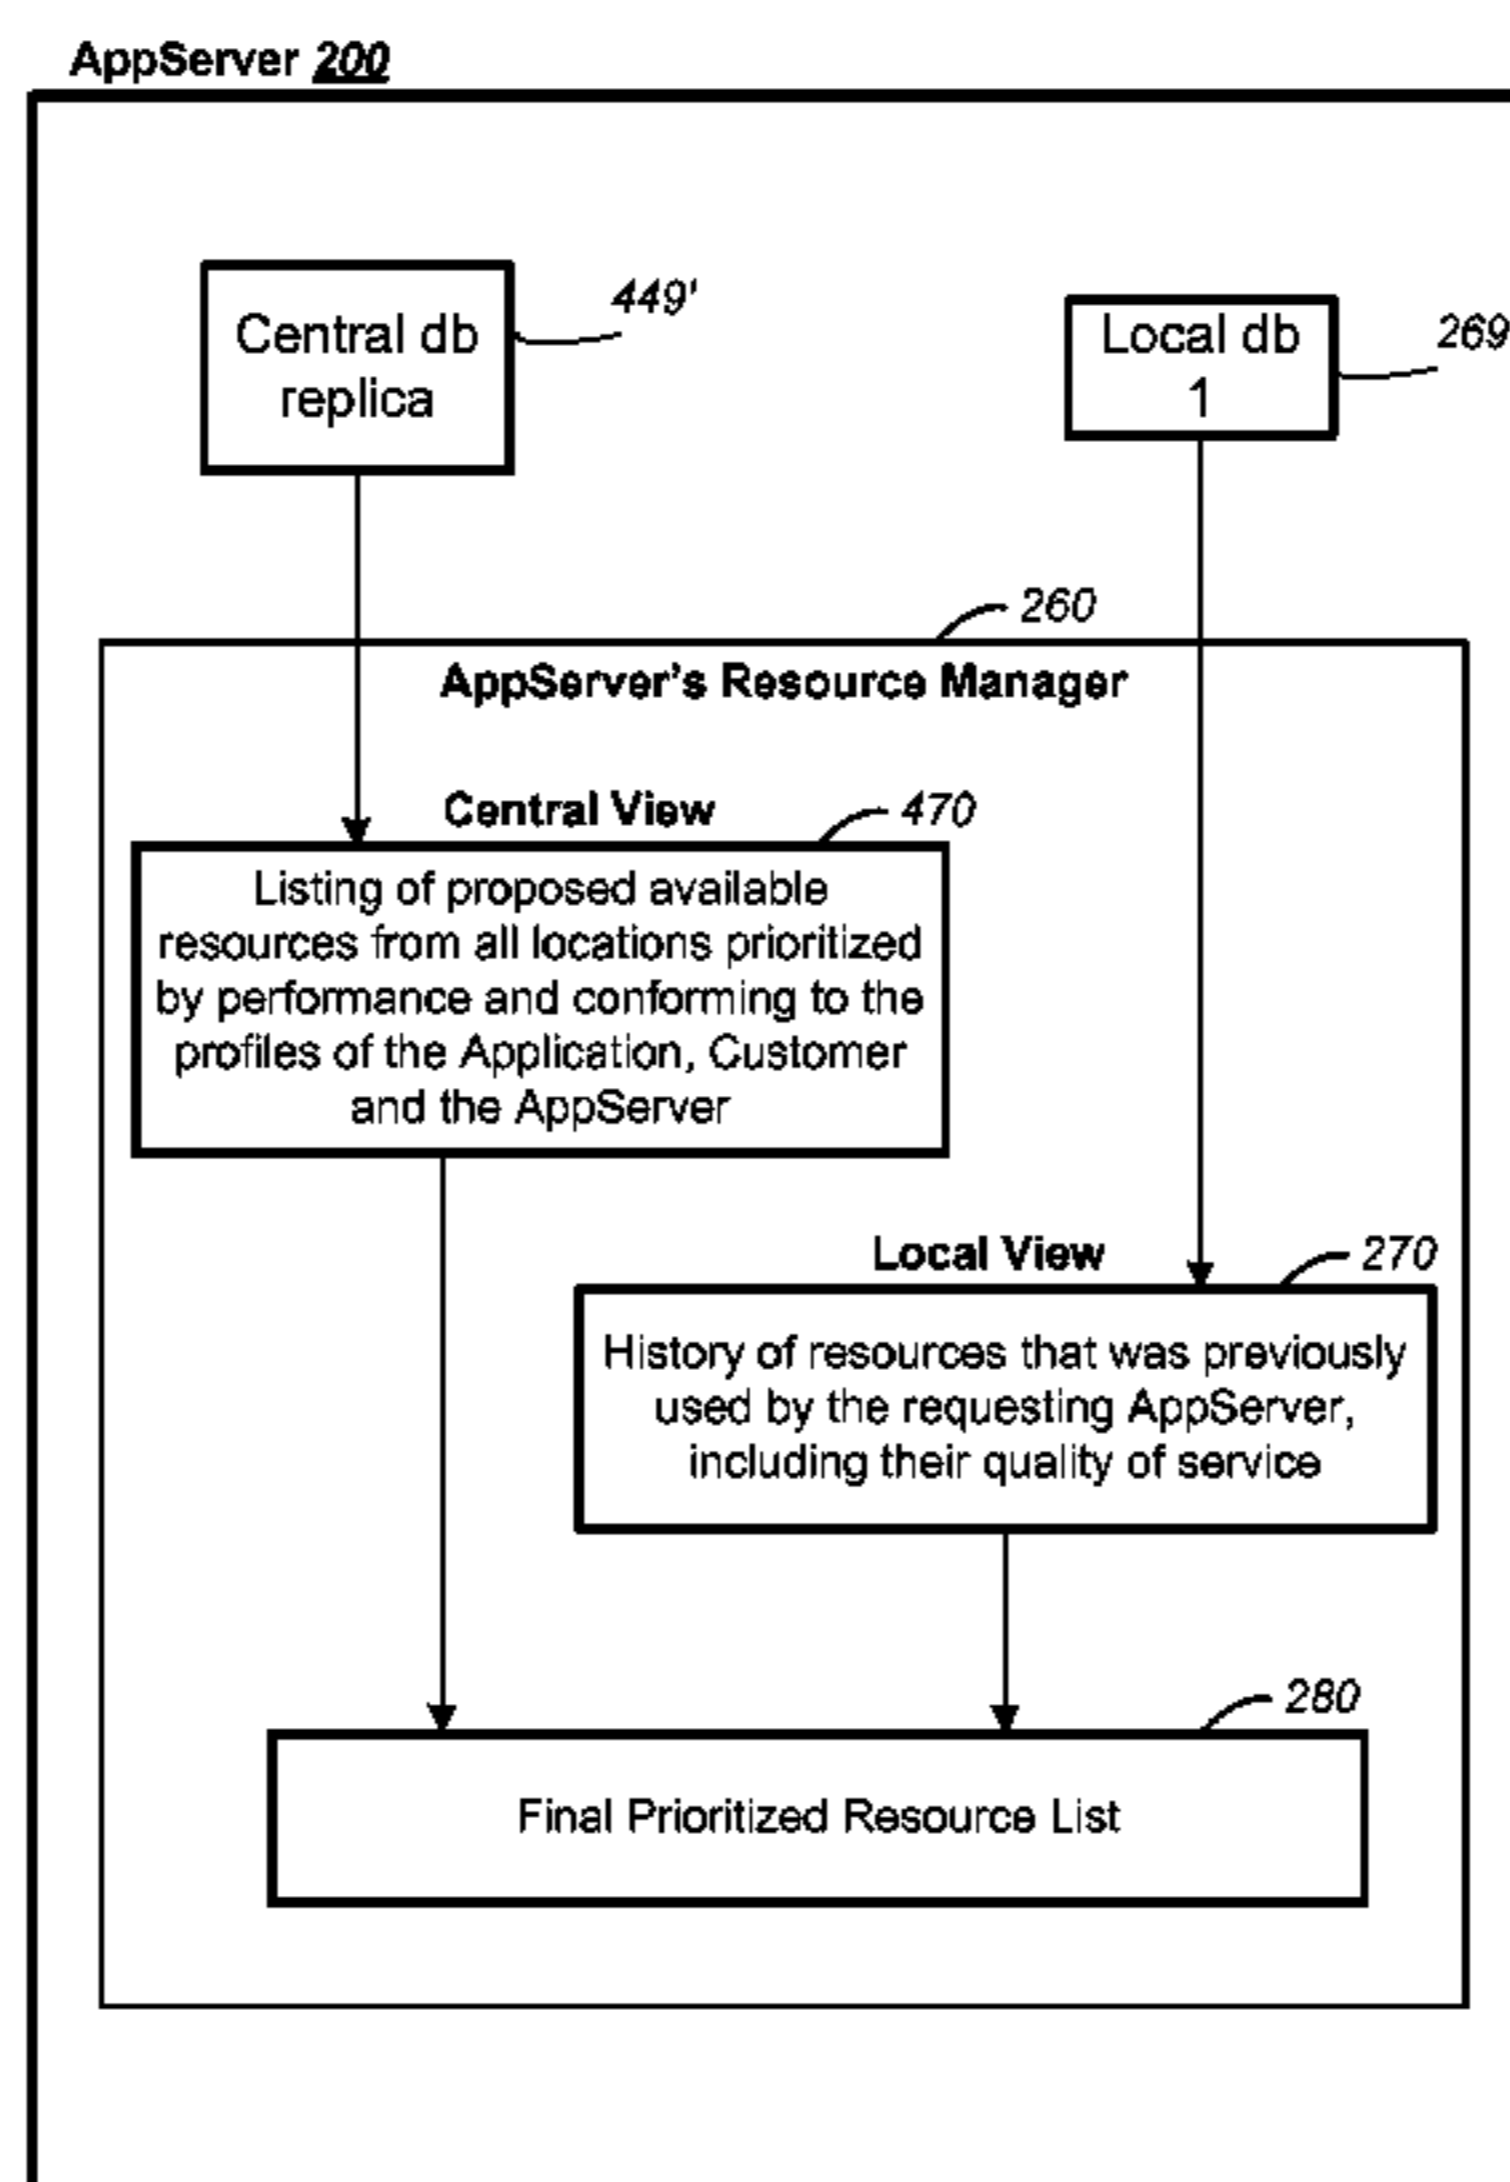 AppServer 200
Central db
replica
449'
Local db
1
269
260
AppServer's Resource Manager
Central View
470
Listing of proposed available
resources from all locations prioritized
by performance and conforming to the
profiles of the Application, Customer
and the AppServer
Local View
270
History of resources that was previously
used by the requesting AppServer,
including their quality of service
280
Final Prioritized Resource List